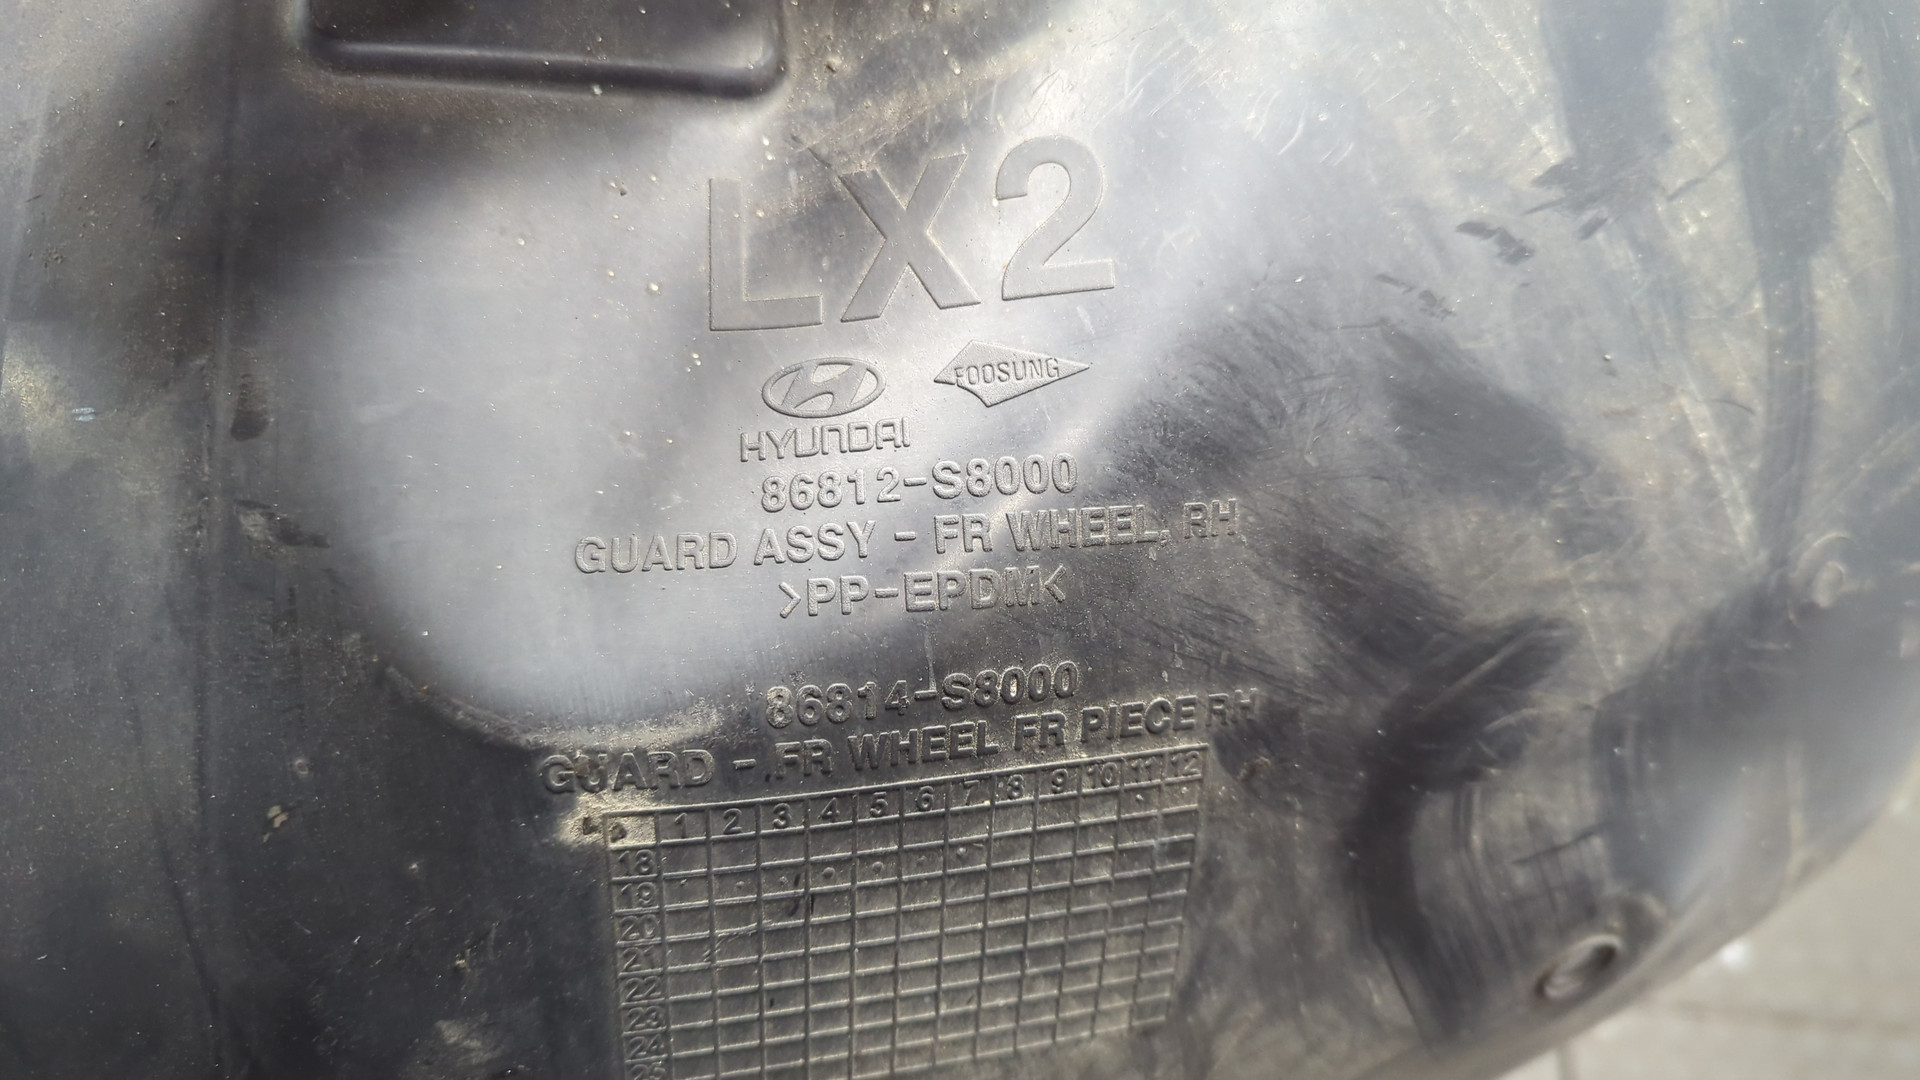 LX2
FOOSUNG
HYUNDAI
86812-S8000
GUARD ASSY - FR WHEEL, RH
>PP-EPDM<
86814-S8000
GUARD - FR WHEEL FR PIECE RH
1 2 3 4 5 6 7 8 9 10 11 12
18
19
20
21
22
23
24
25